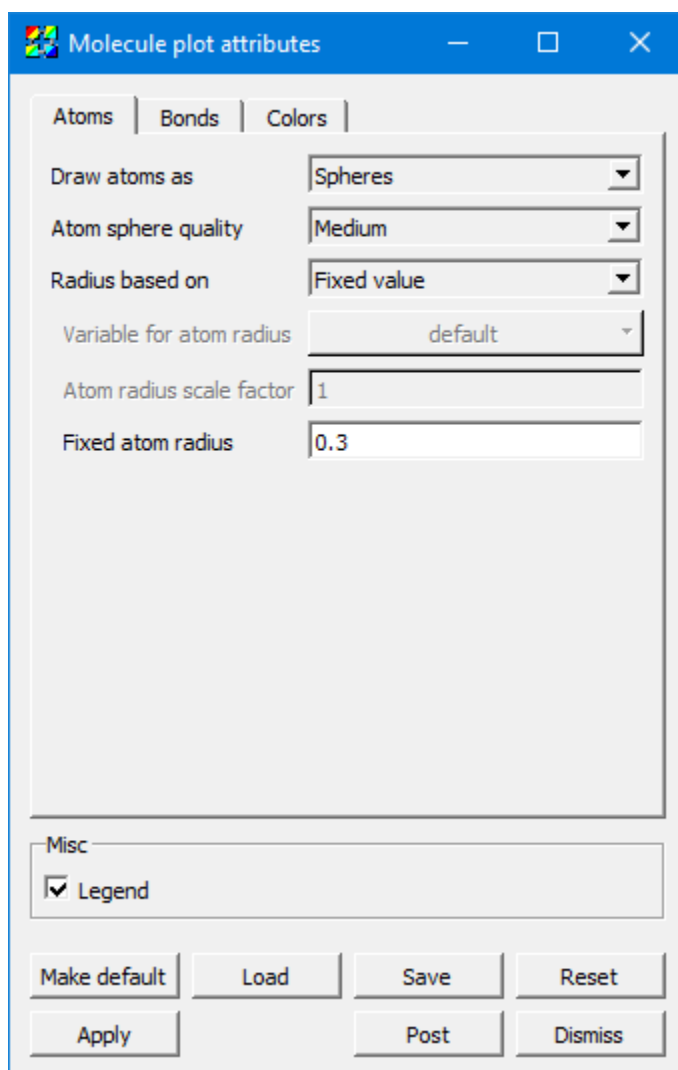 Molecule plot attributes
Atoms Bonds Colors
Draw atoms as Spheres
Atom sphere quality Medium
Radius based on Fixed value
Variable for atom radius default
Atom radius scale factor 1
Fixed atom radius 0.3
Misc
Legend
Make default Load Save Reset
Apply Post Dismiss